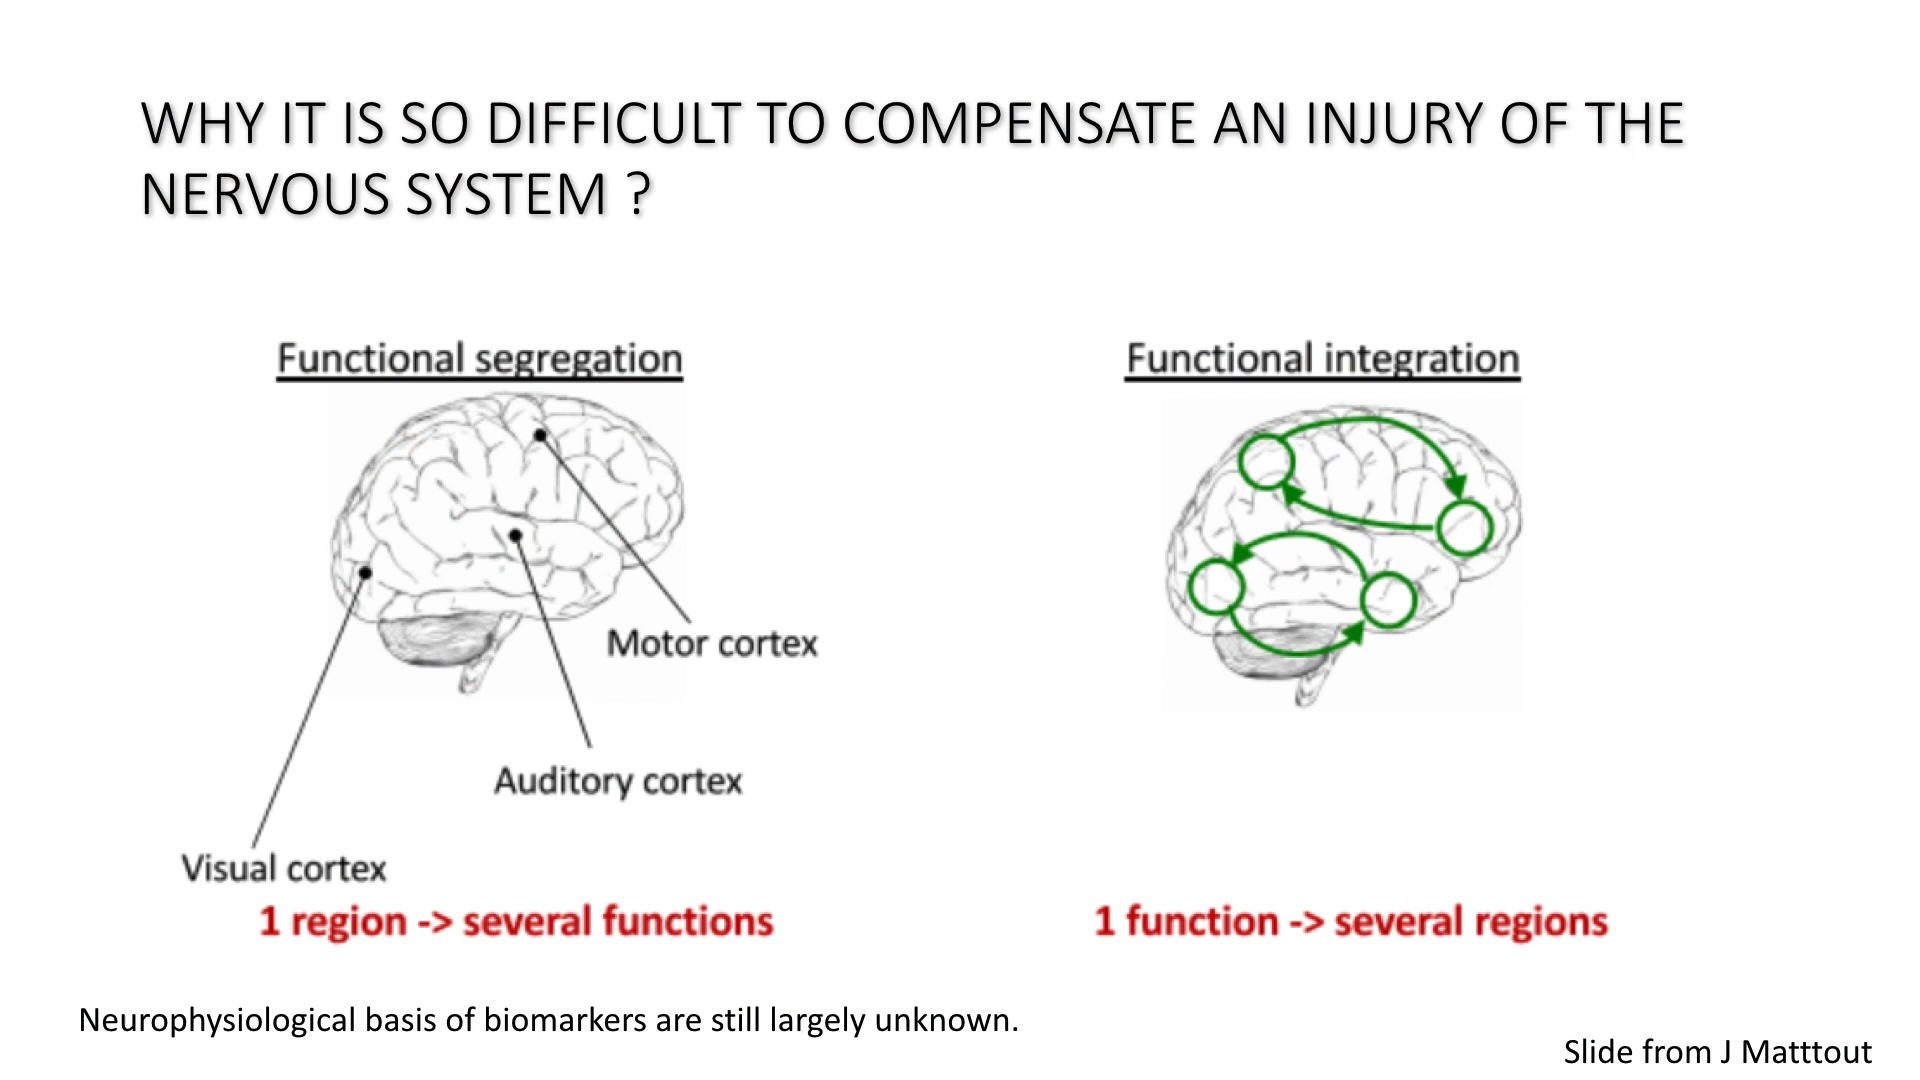 WHY IT IS SO DIFFICULT TO COMPENSATE AN INJURY OF THE
NERVOUS SYSTEM ?
Functional segregation
Motor cortex
Auditory cortex
Visual cortex
1 region -> several functions
Functional integration
1 function -> several regions
Neurophysiological basis of biomarkers are still largely unknown.
Slide from J Matttout